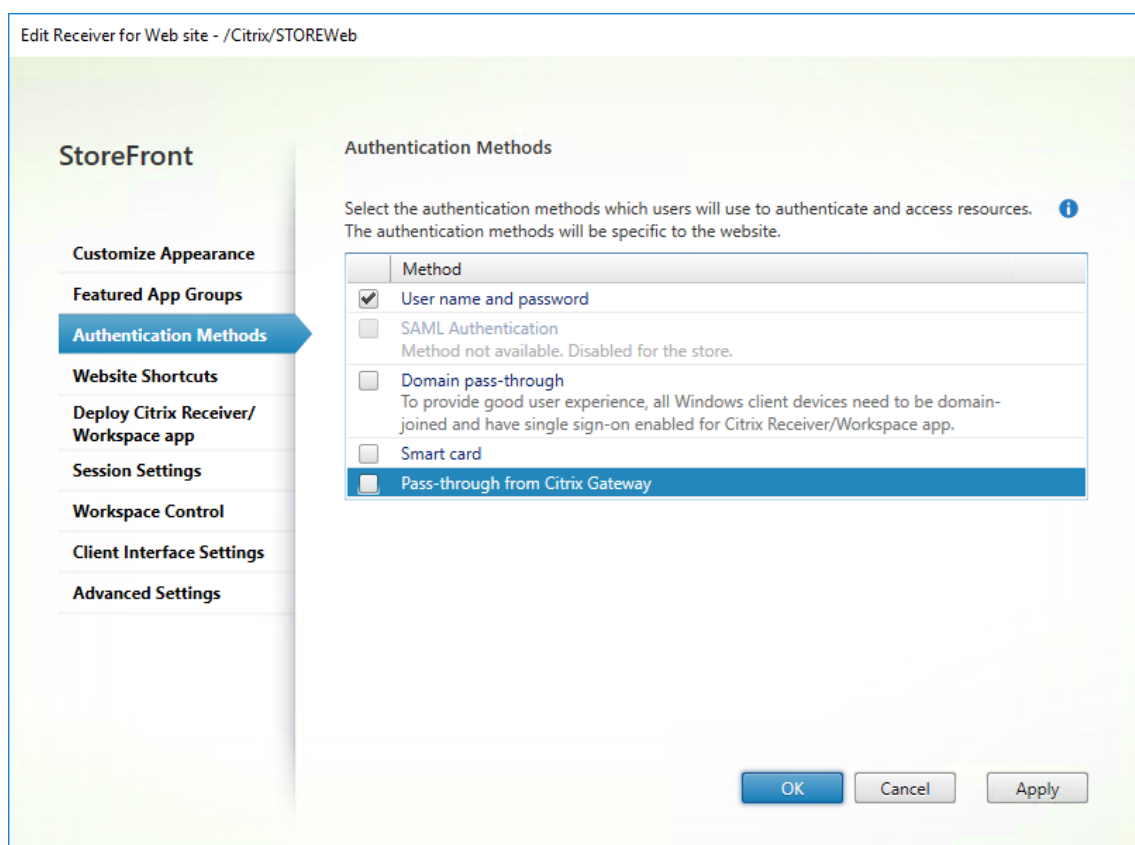 Edit Receiver for Web site - /Citrix/STOREWeb
StoreFront
Customize Appearance
Featured App Groups
Authentication Methods
Website Shortcuts
Deploy Citrix Receiver/
Workspace app
Session Settings
Workspace Control
Client Interface Settings
Advanced Settings
Authentication Methods
Select the authentication methods which users will use to authenticate and access resources.
The authentication methods will be specific to the website.
Method
User name and password
SAML Authentication
Method not available. Disabled for the store.
Domain pass-through
To provide good user experience, all Windows client devices need to be domain-
joined and have single sign-on enabled for Citrix Receiver/Workspace app.
Smart card
Pass-through from Citrix Gateway
OK
Cancel
Apply